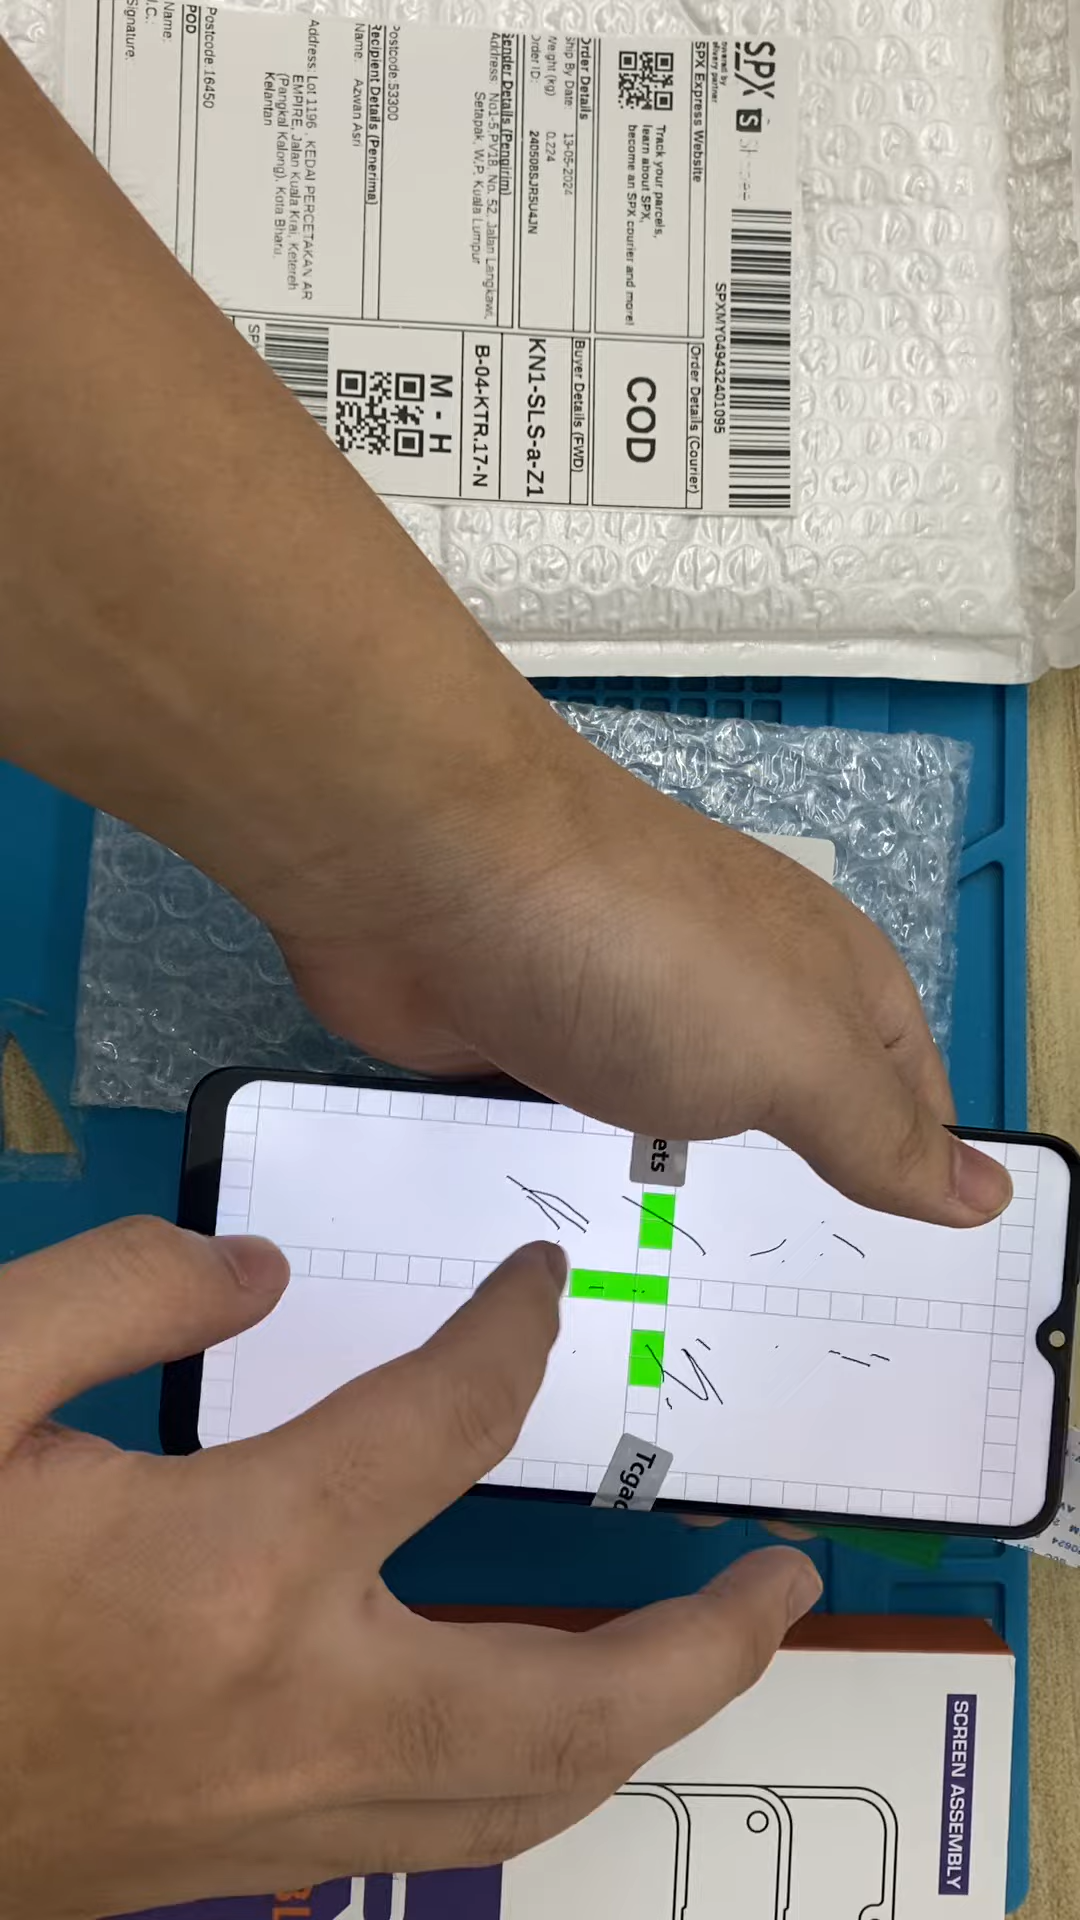 SPX
SPX Express Website
Track your parcels,
learn about SPX,
become an SPX courier and more!
SPXMY049432401095
Order Details (Courier)
COD
Order Details
Ship By Date: 13-05-2024
Weight (kg) 0.224
Order ID: 240508SJR5U4JN
Buyer Details (FWD)
KN1-SLS-a-Z1
Sender Details (Pengirim)
Address: No1-5,PV18, No. 52, Jalan Langkawi,
Setapak, W.P. Kuala Lumpur
Postcode:53300
B-04-KTR.17-N
M - H
Recipient Details (Penerima)
Name: Azwan Asri
Address: Lot 1196 , KEDAI PERCETAKAN AR
EMPIRE, Jalan Kuala Krai, Ketereh
(Pangkal Kalong), Kota Bharu,
Kelantan
Postcode:16450
POD
Name:
I.C.:
Signature:
ets
Tcgad
SCREEN ASSEMBLY